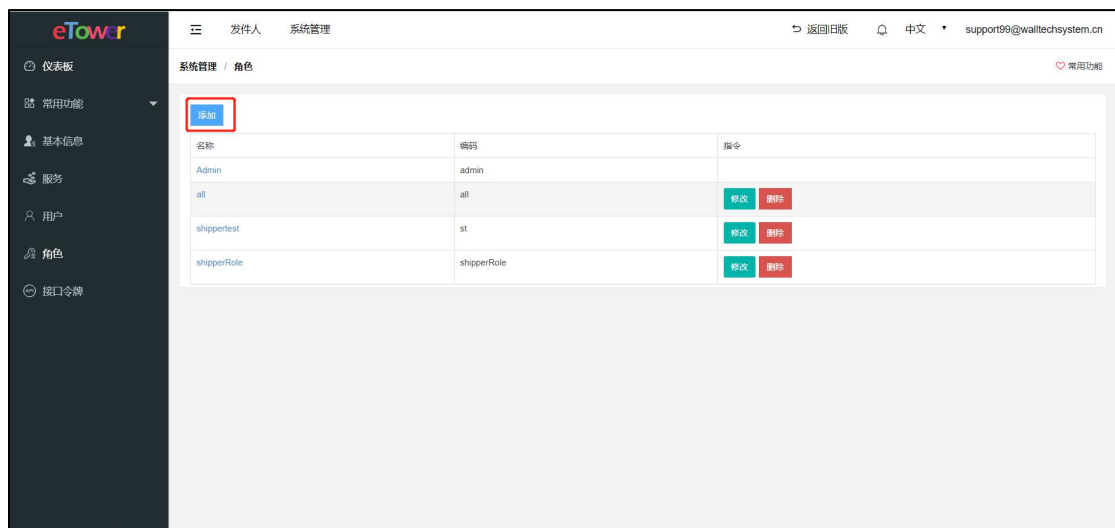 eTower
发件人 系统管理 返回旧版 中文 support99@walltechsystem.cn
仪表板
系统管理 / 角色 常用功能
常用功能
添加
基本信息
名称 编码 指令
Admin admin
服务
all all 修改 删除
用户
shippertest st 修改 删除
角色
shipperRole shipperRole 修改 删除
API 接口令牌